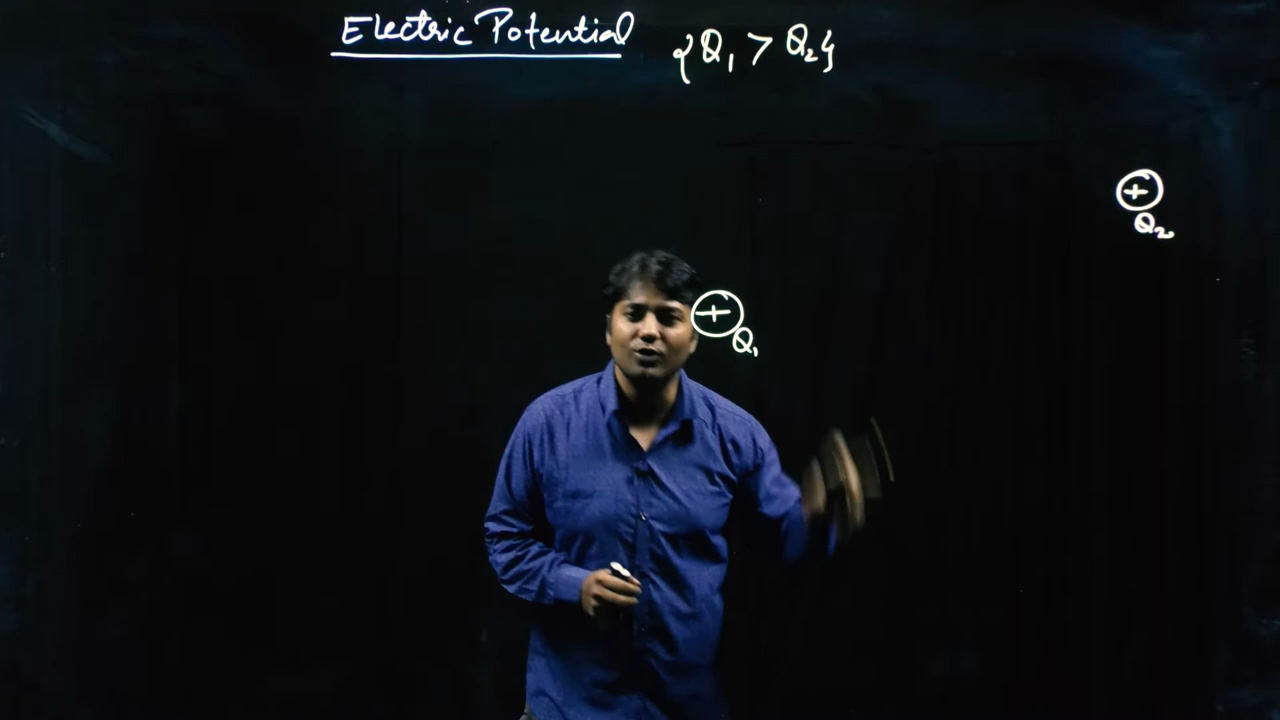 Electric Potential {Q₁ > Q₂}
+
Q₂
+
Q₁